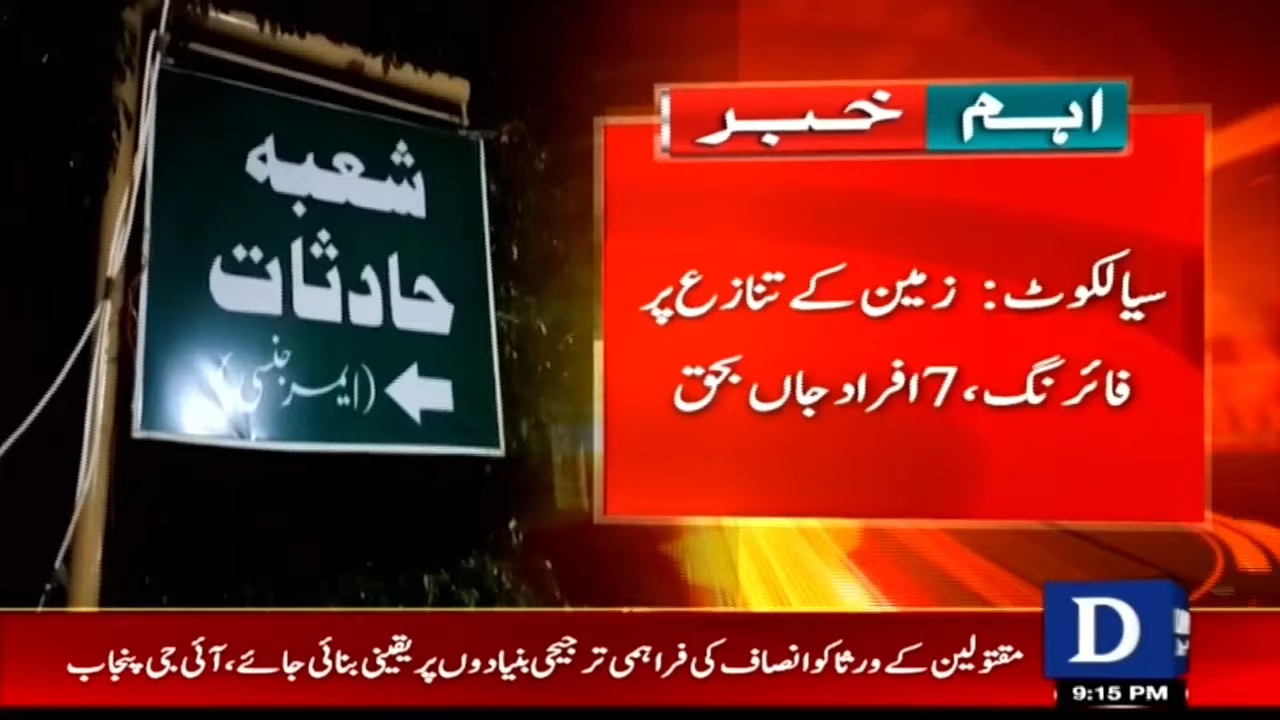 شعبہ
حادثات
(ایمرجنسی)
اہم خبر
سیالکوٹ: زمین کے تنازع پر
فائرنگ، 7 افراد جاں بحق
مقتولین کے ورثا کو انصاف کی فراہمی ترجیحی بنیادوں پر یقینی بنائی جائے، آئی جی پنجاب
D
9:15 PM